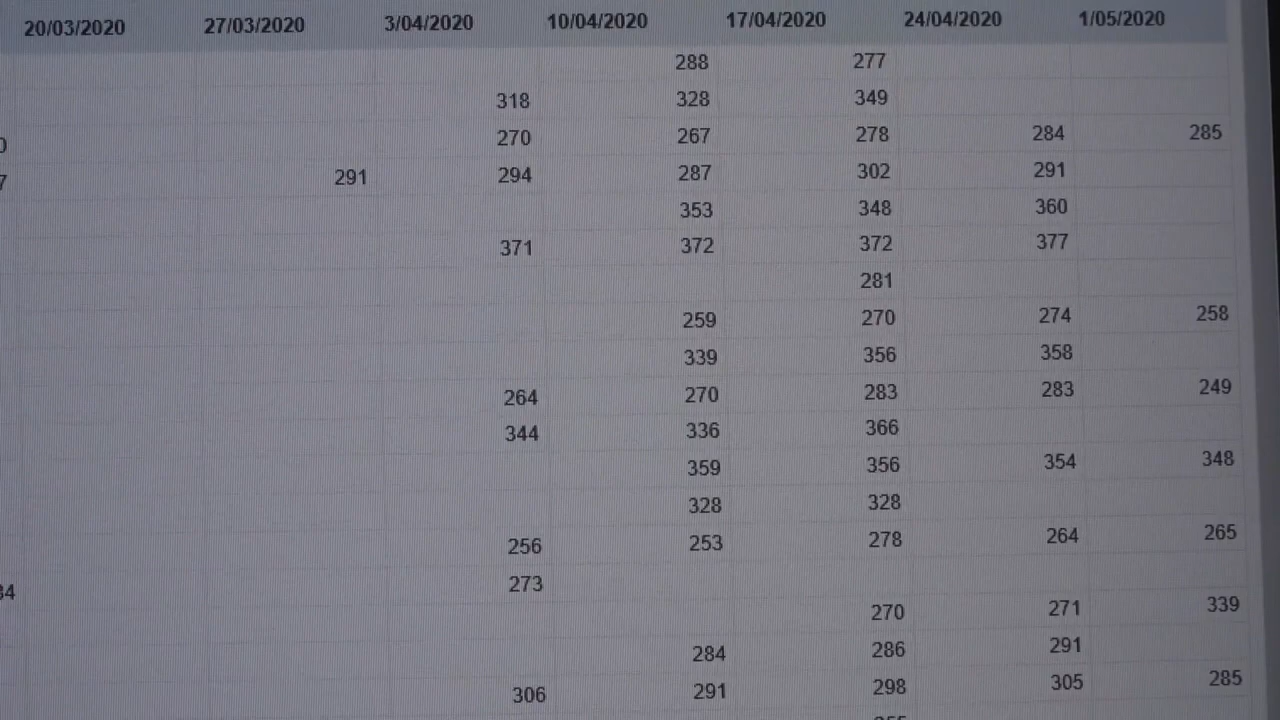 20/03/2020 27/03/2020 3/04/2020 10/04/2020 17/04/2020 24/04/2020 1/05/2020
288 277
318 328 349
270 267 278 284 285
291 294 287 302 291
353 348 360
371 372 372 377
281
259 270 274 258
339 356 358
264 270 283 283 249
344 336 366
359 356 354 348
328 328
256 253 278 264 265
273
270 271 339
284 286 291
306 291 298 305 285